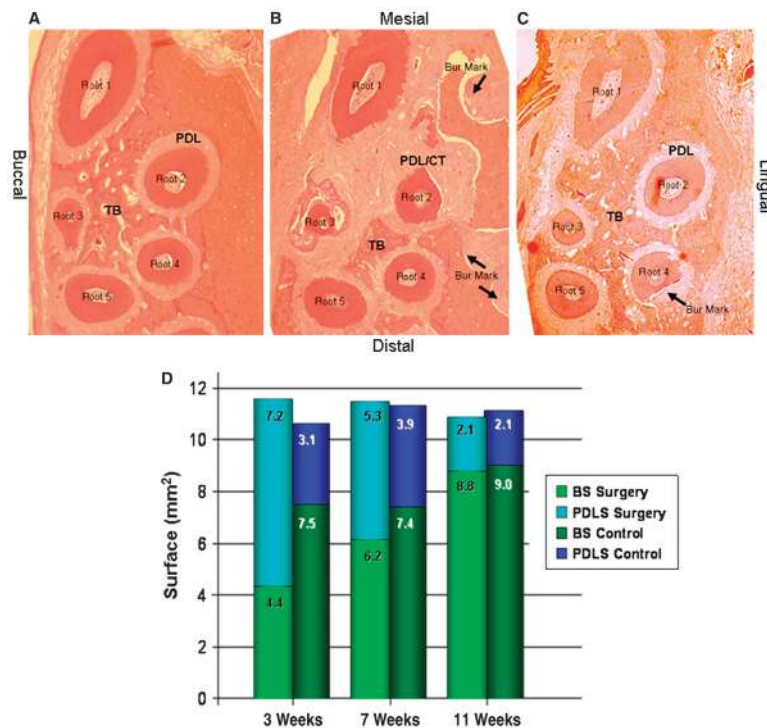 A
B
Mesial
C
Bur Mark
Root 1
Root 1
Root 1
PDL
PDL/CT
PDL
Buccal
Root 2
Root 2
Root 2
Lingual
Root 3
TB
Root 3
TB
Root 3
TB
Root 4
Root 4
Root 4
Root 5
Root 5
Bur Mark
Root 5
Bur Mark
Distal
D
12
10
8
6
4
2
0
Surface (mm²)
7.2
3.1
5.3
3.9
2.1
2.1
4.4
7.5
6.2
7.4
8.8
9.0
BS Surgery
PDLS Surgery
BS Control
PDLS Control
3 Weeks
7 Weeks
11 Weeks